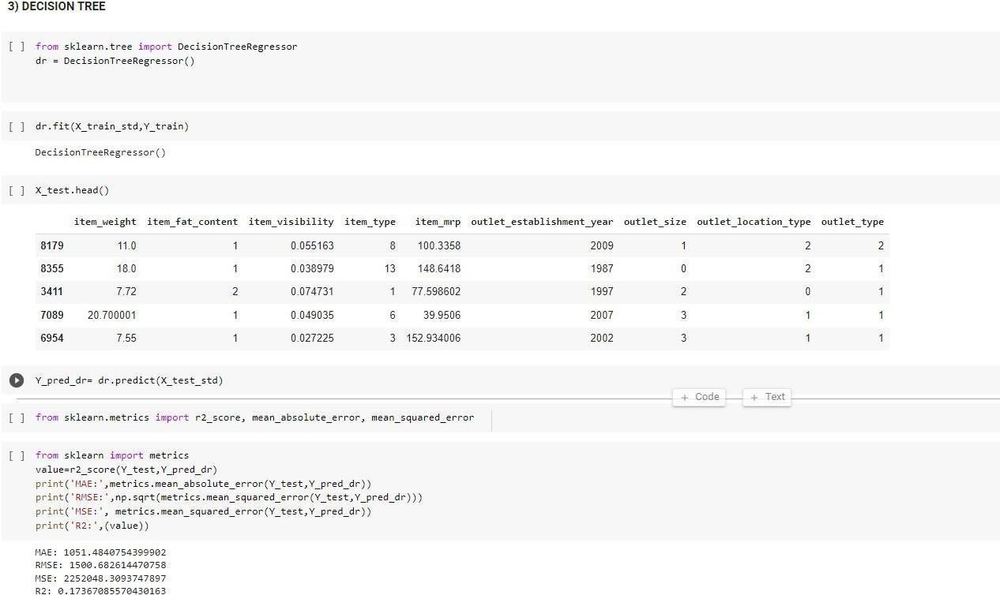 3) DECISION TREE
[ ] from sklearn.tree import DecisionTreeRegressor
dr = DecisionTreeRegressor()
[ ] dr.fit(X_train_std,Y_train)
DecisionTreeRegressor()
[ ] X_test.head()
item_weight item_fat_content item_visibility item_type item_mrp outlet_establishment_year outlet_size outlet_location_type outlet_type
8179 11.0 1 0.055163 8 100.3358 2009 1 2 2
8355 18.0 1 0.038979 13 148.6418 1987 0 2 1
3411 7.72 2 0.074731 1 77.598602 1997 2 0 1
7089 20.700001 1 0.049035 6 39.9506 2007 3 1 1
6954 7.55 1 0.027225 3 152.934006 2002 3 1 1
Y_pred_dr= dr.predict(X_test_std)
+ Code + Text
[ ] from sklearn.metrics import r2_score, mean_absolute_error, mean_squared_error
[ ] from sklearn import metrics
value=r2_score(Y_test,Y_pred_dr)
print('MAE:',metrics.mean_absolute_error(Y_test,Y_pred_dr))
print('RMSE:',np.sqrt(metrics.mean_squared_error(Y_test,Y_pred_dr)))
print('MSE:', metrics.mean_squared_error(Y_test,Y_pred_dr))
print('R2:',(value))
MAE: 1051.4840754399902
RMSE: 1500.682614470758
MSE: 2252048.3093747897
R2: 0.17367085570430163